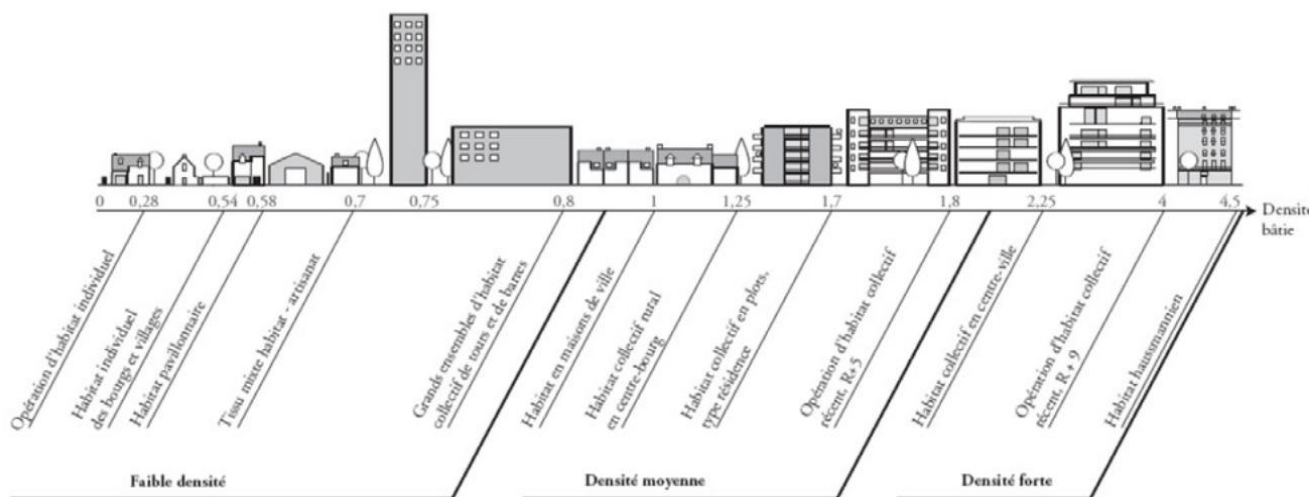 0 0,28 0,54 0,58 0,7 0,75 0,8 1 1,25 1,7 1,8 2,25 4 4,5
Densité
bâtie
Opération d'habitat individuel
Habitat individuel
des bourgs et villages
Habitat pavillonnaire
Tissu mixte habitat - artisanat
Grands ensembles d'habitat
collectif de tours et de barres
Habitat en maisons de ville
Habitat collectif rural
en centre-bourg
Habitat collectif en plots,
type résidence
Opération d'habitat collectif
récent, R+5
Habitat collectif en centre-ville
Opération d'habitat collectif
récent, R + 9
Habitat haussmannien
Faible densité
Densité moyenne
Densité forte